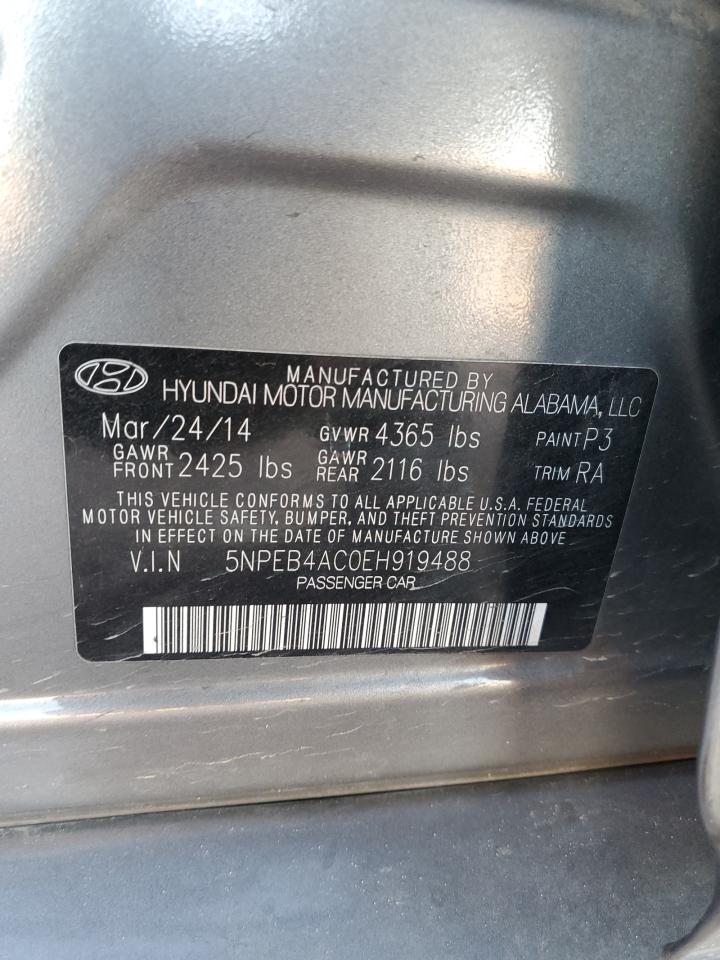 MANUFACTURED BY
HYUNDAI MOTOR MANUFACTURING ALABAMA, LLC
Mar/24/14 GVWR 4365 lbs PAINT P3
GAWR FRONT 2425 lbs GAWR REAR 2116 lbs TRIM RA
THIS VEHICLE CONFORMS TO ALL APPLICABLE U.S.A. FEDERAL
MOTOR VEHICLE SAFETY, BUMPER, AND THEFT PREVENTION STANDARDS
IN EFFECT ON THE DATE OF MANUFACTURE SHOWN ABOVE
V.I.N 5NPEB4AC0EH919488
PASSENGER CAR